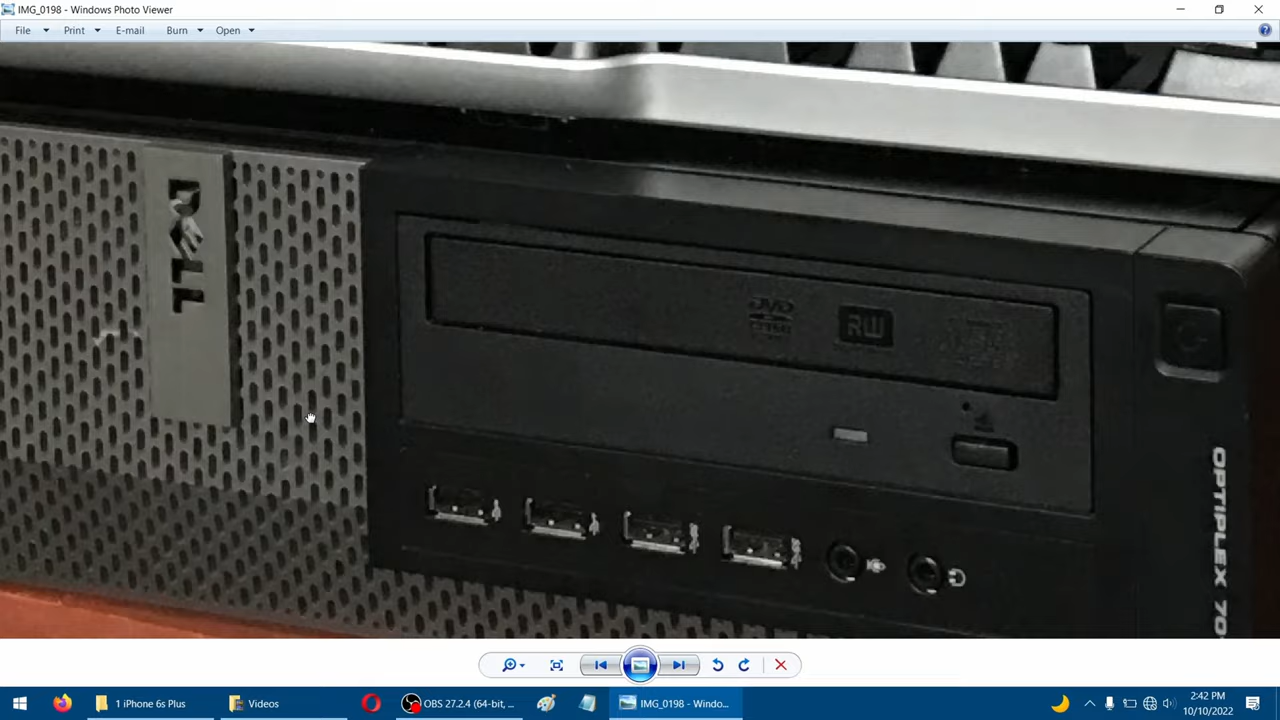 IMG_0198 - Windows Photo Viewer
File Print E-mail Burn Open
DELL
DVD
RW
OPTIPLEX 70
1 iPhone 6s Plus
Videos
OBS 27.2.4 (64-bit, ...
IMG_0198 - Windo...
2:42 PM
10/10/2022